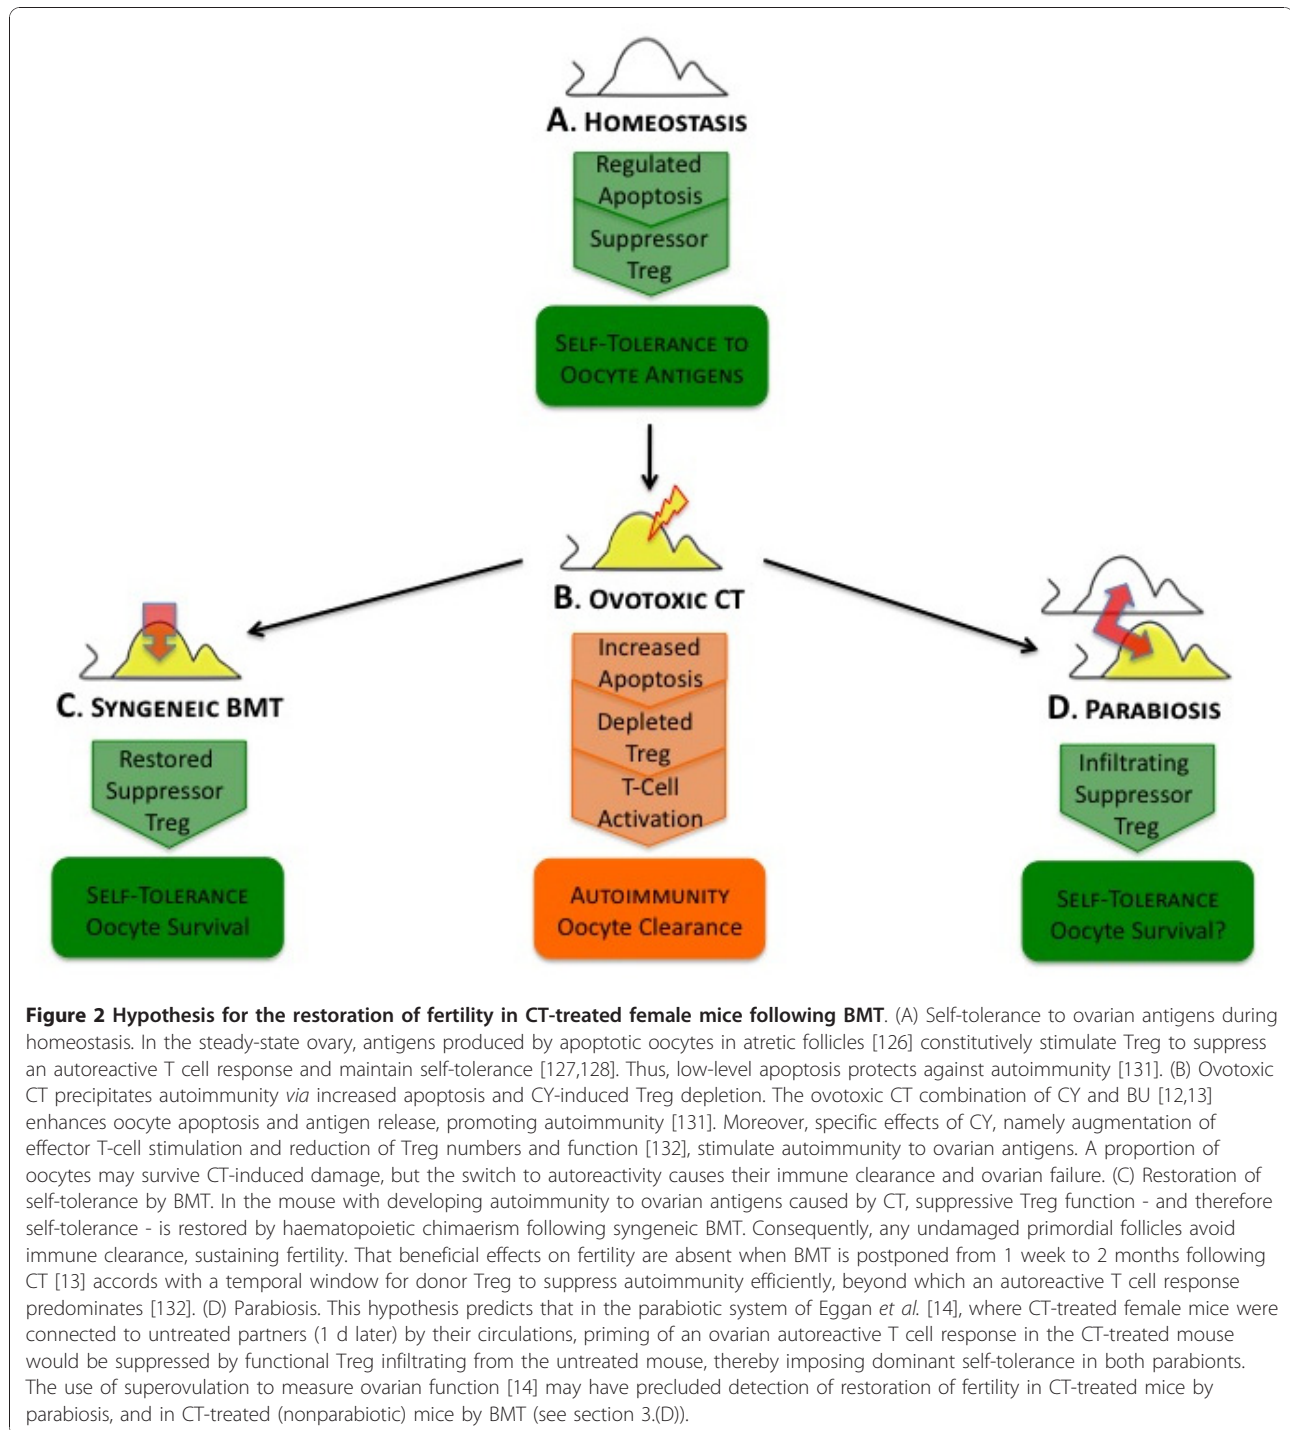 A. HOMEOSTASIS
Regulated
Apoptosis
Suppressor
Treg
SELF-TOLERANCE TO
OOCYTE ANTIGENS
B. OVOTOXIC CT
Increased
Apoptosis
Depleted
Treg
T-Cell
Activation
AUTOIMMUNITY
Oocyte Clearance
C. SYNGENEIC BMT
Restored
Suppressor
Treg
SELF-TOLERANCE
Oocyte Survival
D. PARABIOSIS
Infiltrating
Suppressor
Treg
SELF-TOLERANCE
Oocyte Survival?
Figure 2 Hypothesis for the restoration of fertility in CT-treated female mice following BMT. (A) Self-tolerance to ovarian antigens during
homeostasis. In the steady-state ovary, antigens produced by apoptotic oocytes in atretic follicles [126] constitutively stimulate Treg to suppress
an autoreactive T cell response and maintain self-tolerance [127,128]. Thus, low-level apoptosis protects against autoimmunity [131]. (B) Ovotoxic
CT precipitates autoimmunity via increased apoptosis and CY-induced Treg depletion. The ovotoxic CT combination of CY and BU [12,13]
enhances oocyte apoptosis and antigen release, promoting autoimmunity [131]. Moreover, specific effects of CY, namely augmentation of
effector T-cell stimulation and reduction of Treg numbers and function [132], stimulate autoimmunity to ovarian antigens. A proportion of
oocytes may survive CT-induced damage, but the switch to autoreactivity causes their immune clearance and ovarian failure. (C) Restoration of
self-tolerance by BMT. In the mouse with developing autoimmunity to ovarian antigens caused by CT, suppressive Treg function - and therefore
self-tolerance - is restored by haematopoietic chimaerism following syngeneic BMT. Consequently, any undamaged primordial follicles avoid
immune clearance, sustaining fertility. That beneficial effects on fertility are absent when BMT is postponed from 1 week to 2 months following
CT [13] accords with a temporal window for donor Treg to suppress autoimmunity efficiently, beyond which an autoreactive T cell response
predominates [132]. (D) Parabiosis. This hypothesis predicts that in the parabiotic system of Eggan et al. [14], where CT-treated female mice were
connected to untreated partners (1 d later) by their circulations, priming of an ovarian autoreactive T cell response in the CT-treated mouse
would be suppressed by functional Treg infiltrating from the untreated mouse, thereby imposing dominant self-tolerance in both parabionts.
The use of superovulation to measure ovarian function [14] may have precluded detection of restoration of fertility in CT-treated mice by
parabiosis, and in CT-treated (nonparabiotic) mice by BMT (see section 3.(D)).